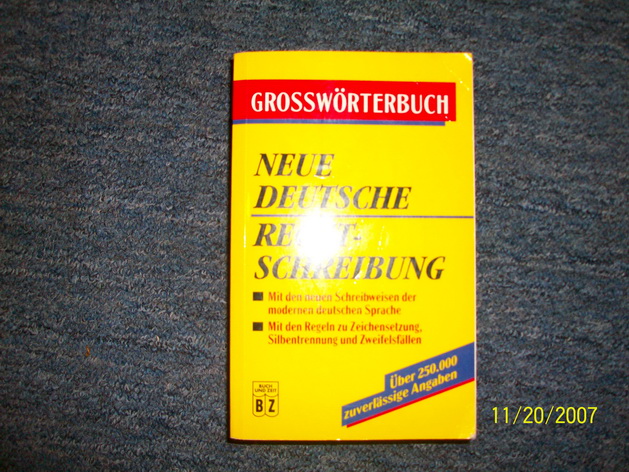 GROSSWÖRTERBUCH
NEUE
DEUTSCHE
RECHT-
SCHREIBUNG
Mit den neuen Schreibweisen der
modernen deutschen Sprache
Mit den Regeln zu Zeichensetzung,
Silbentrennung und Zweifelsfällen
Über 250.000
zuverlässige Angaben
BUCH
UND ZEIT
B Z
11/20/2007